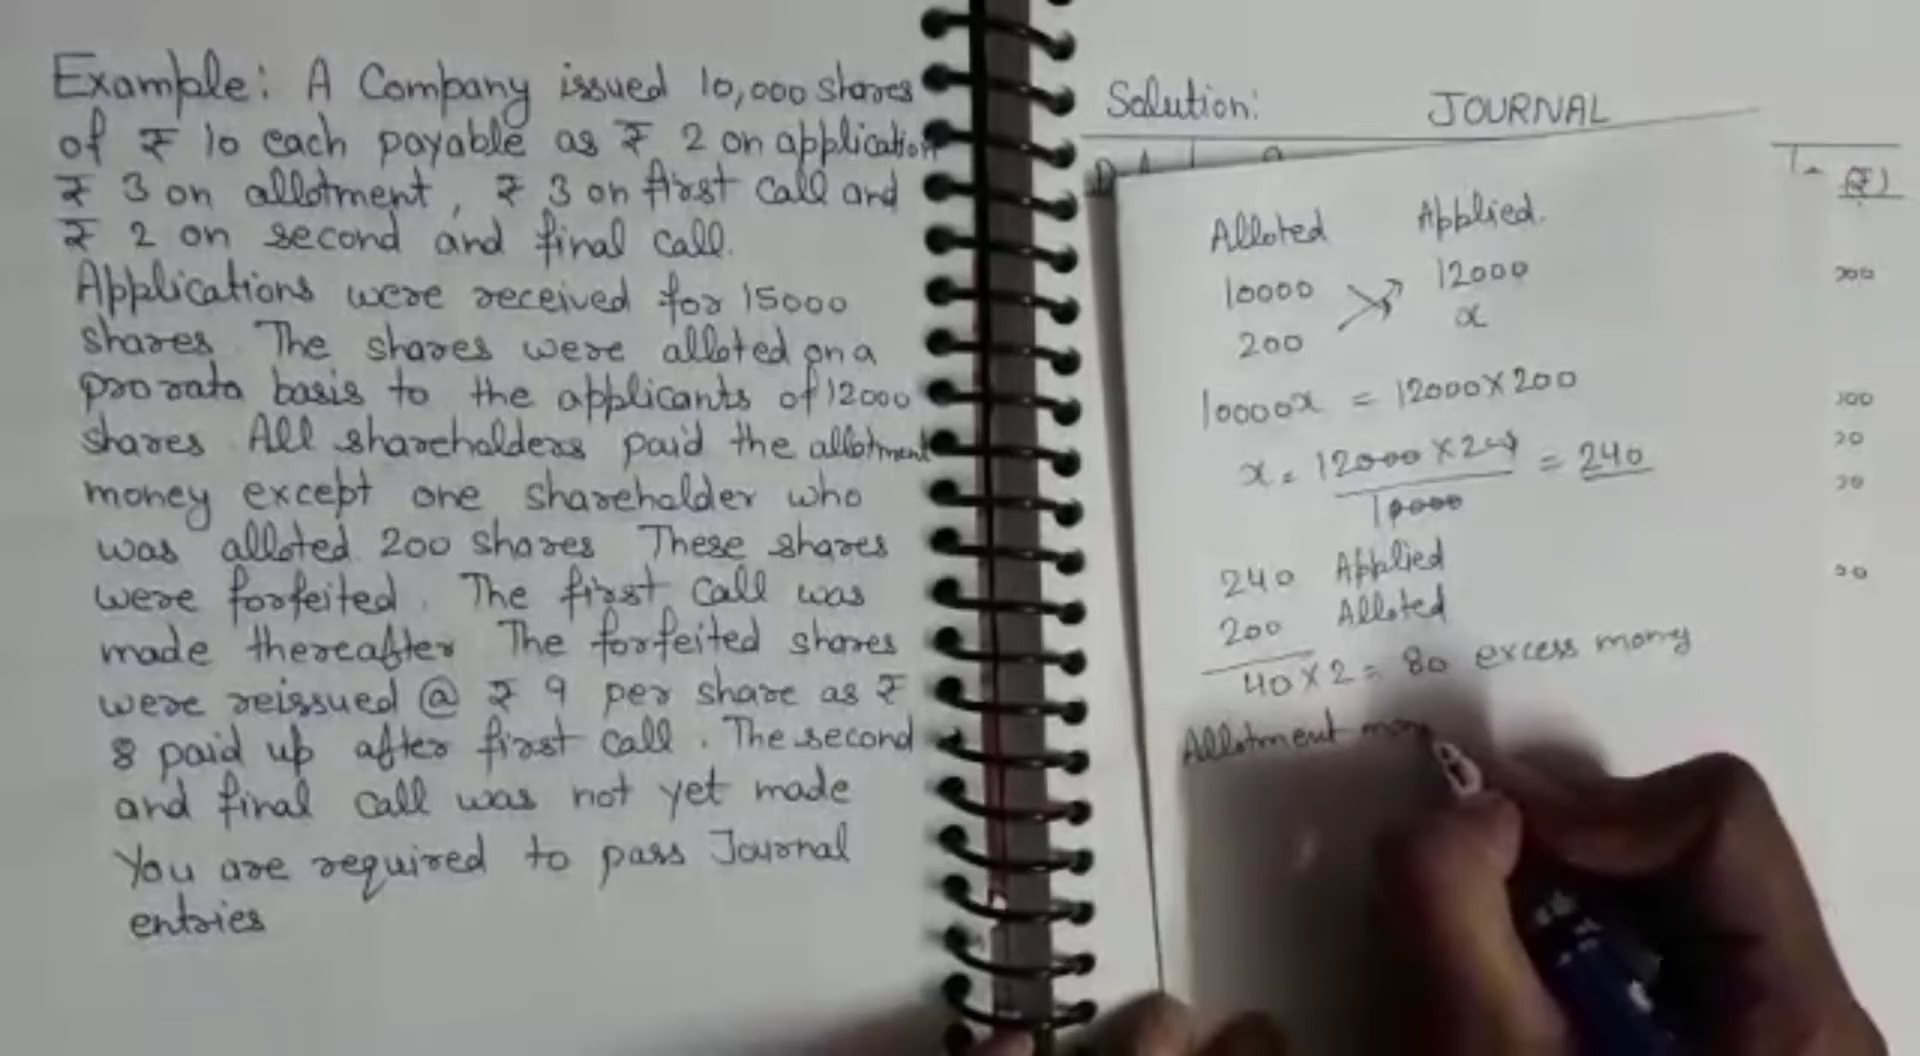 Example: A Company issued 10,000 shares
of ₹ 10 each payable as ₹ 2 on application
₹ 3 on allotment, ₹ 3 on first call and
₹ 2 on second and final call.
Applications were received for 15000
shares. The shares were alloted on a
pro rata basis to the applicants of 12000
shares. All shareholders paid the allotment
money except one shareholder who
was alloted 200 shares These shares
were forfeited. The first call was
made thereafter The forfeited shares
were reissued @ ₹ 9 per share as ₹
8 paid up after first call. The second
and final call was not yet made
You are required to pass Journal
entries
Solution: JOURNAL
(₹)
Alloted Applied.
10000 12000
200 x
10000x = 12000×200
x = 12000×200 = 240
10000
240 Applied
200 Alloted
40×2 = 80 excess mony
Allotment mon